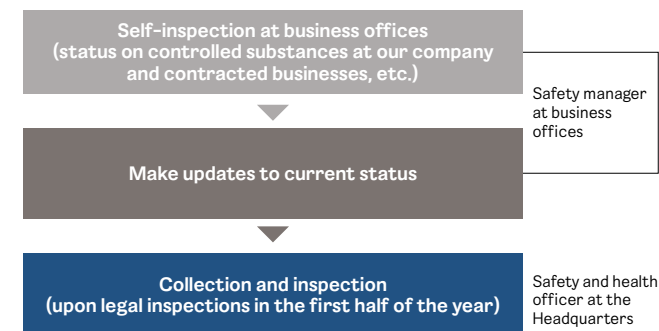 Self-inspection at business offices
(status on controlled substances at our company
and contracted businesses, etc.)
Safety manager
at business
offices
Make updates to current status
Collection and inspection
(upon legal inspections in the first half of the year)
Safety and health
officer at the
Headquarters